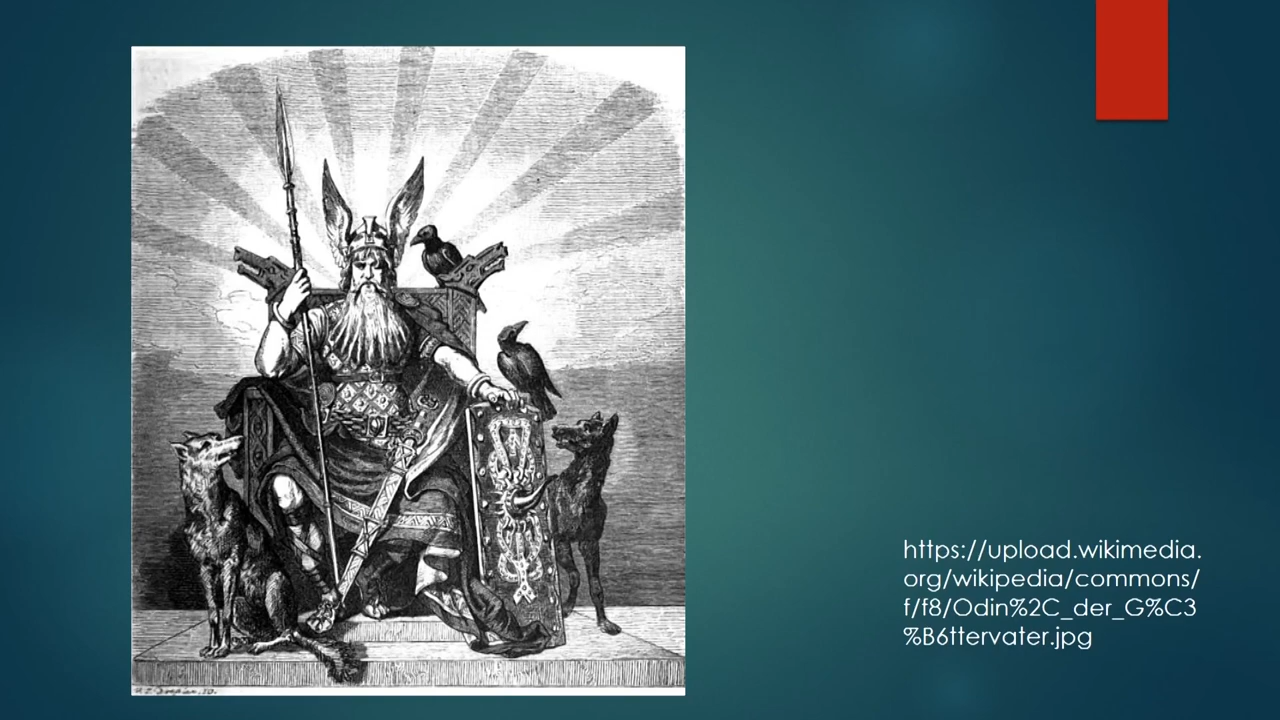 https://upload.wikimedia.
org/wikipedia/commons/
f/f8/Odin%2C_der_G%C3
%B6ttervater.jpg